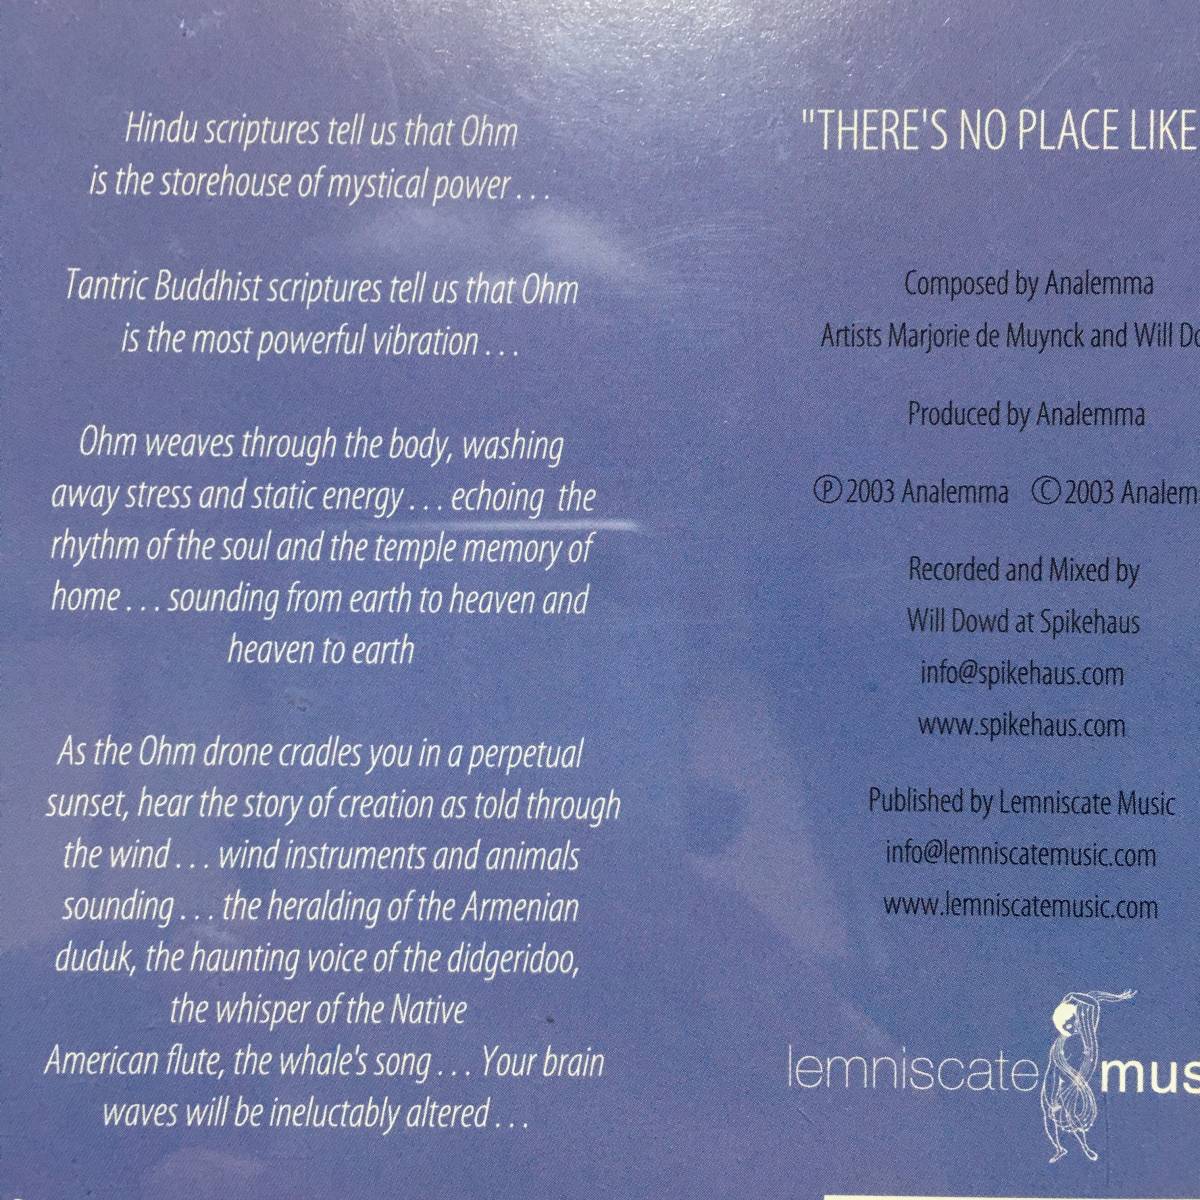 Hindu scriptures tell us that Ohm
is the storehouse of mystical power . . .
Tantric Buddhist scriptures tell us that Ohm
is the most powerful vibration . . .
Ohm weaves through the body, washing
away stress and static energy . . . echoing the
rhythm of the soul and the temple memory of
home . . . sounding from earth to heaven and
heaven to earth
As the Ohm drone cradles you in a perpetual
sunset, hear the story of creation as told through
the wind . . . wind instruments and animals
sounding . . . the heralding of the Armenian
duduk, the haunting voice of the didgeridoo,
the whisper of the Native
American flute, the whale's song . . . Your brain
waves will be ineluctably altered . . .
"THERE'S NO PLACE LIKE
Composed by Analemma
Artists Marjorie de Muynck and Will
Produced by Analemma
Ⓟ2003 Analemma ©2003
Recorded and Mixed by
Will Dowd at Spikehaus
info@spikehaus.com
www.spikehaus.com
Published by Lemniscate Music
info@lemniscatemusic.com
www.lemniscatemusic.com
lemniscate mus